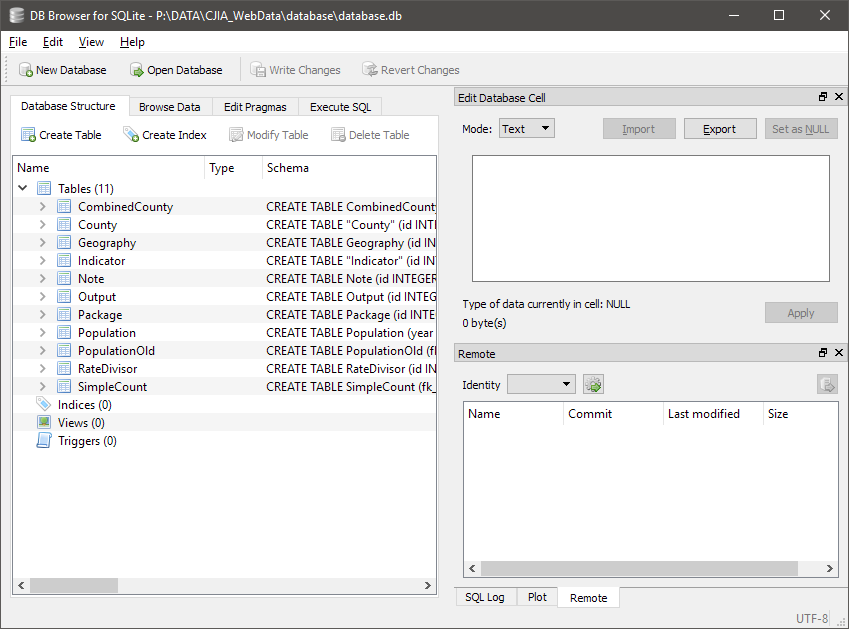 DB Browser for SQLite - P:\DATA\CJIA_WebData\database\database.db
File Edit View Help
New Database Open Database Write Changes Revert Changes
Database Structure Browse Data Edit Pragmas Execute SQL
Create Table Create Index Modify Table Delete Table
Name Type Schema
Tables (11)
CombinedCounty CREATE TABLE CombinedCounty
County CREATE TABLE "County" (id INTE
Geography CREATE TABLE Geography (id IN
Indicator CREATE TABLE "Indicator" (id INT
Note CREATE TABLE Note (id INTEGER
Output CREATE TABLE Output (id INTEG
Package CREATE TABLE Package (id INTE
Population CREATE TABLE Population (year
PopulationOld CREATE TABLE PopulationOld (fk
RateDivisor CREATE TABLE RateDivisor (id IN
SimpleCount CREATE TABLE SimpleCount (fk_
Indices (0)
Views (0)
Triggers (0)
Edit Database Cell
Mode: Text Import Export Set as NULL
Type of data currently in cell: NULL
0 byte(s)
Apply
Remote
Identity
Name Commit Last modified Size
SQL Log Plot Remote
UTF-8